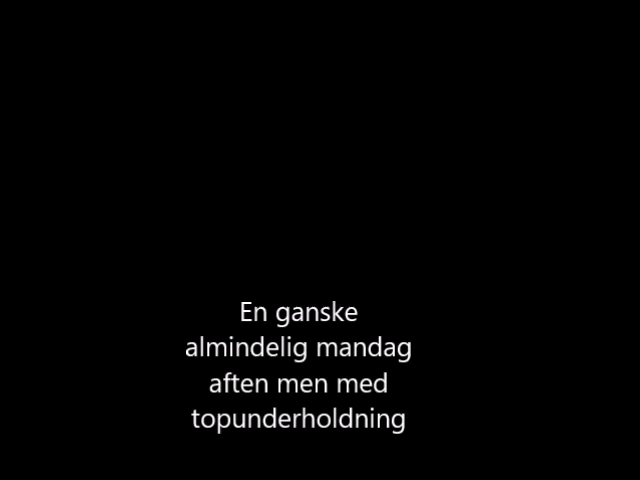 En ganske
almindelig mandag
aften men med
topunderholdning